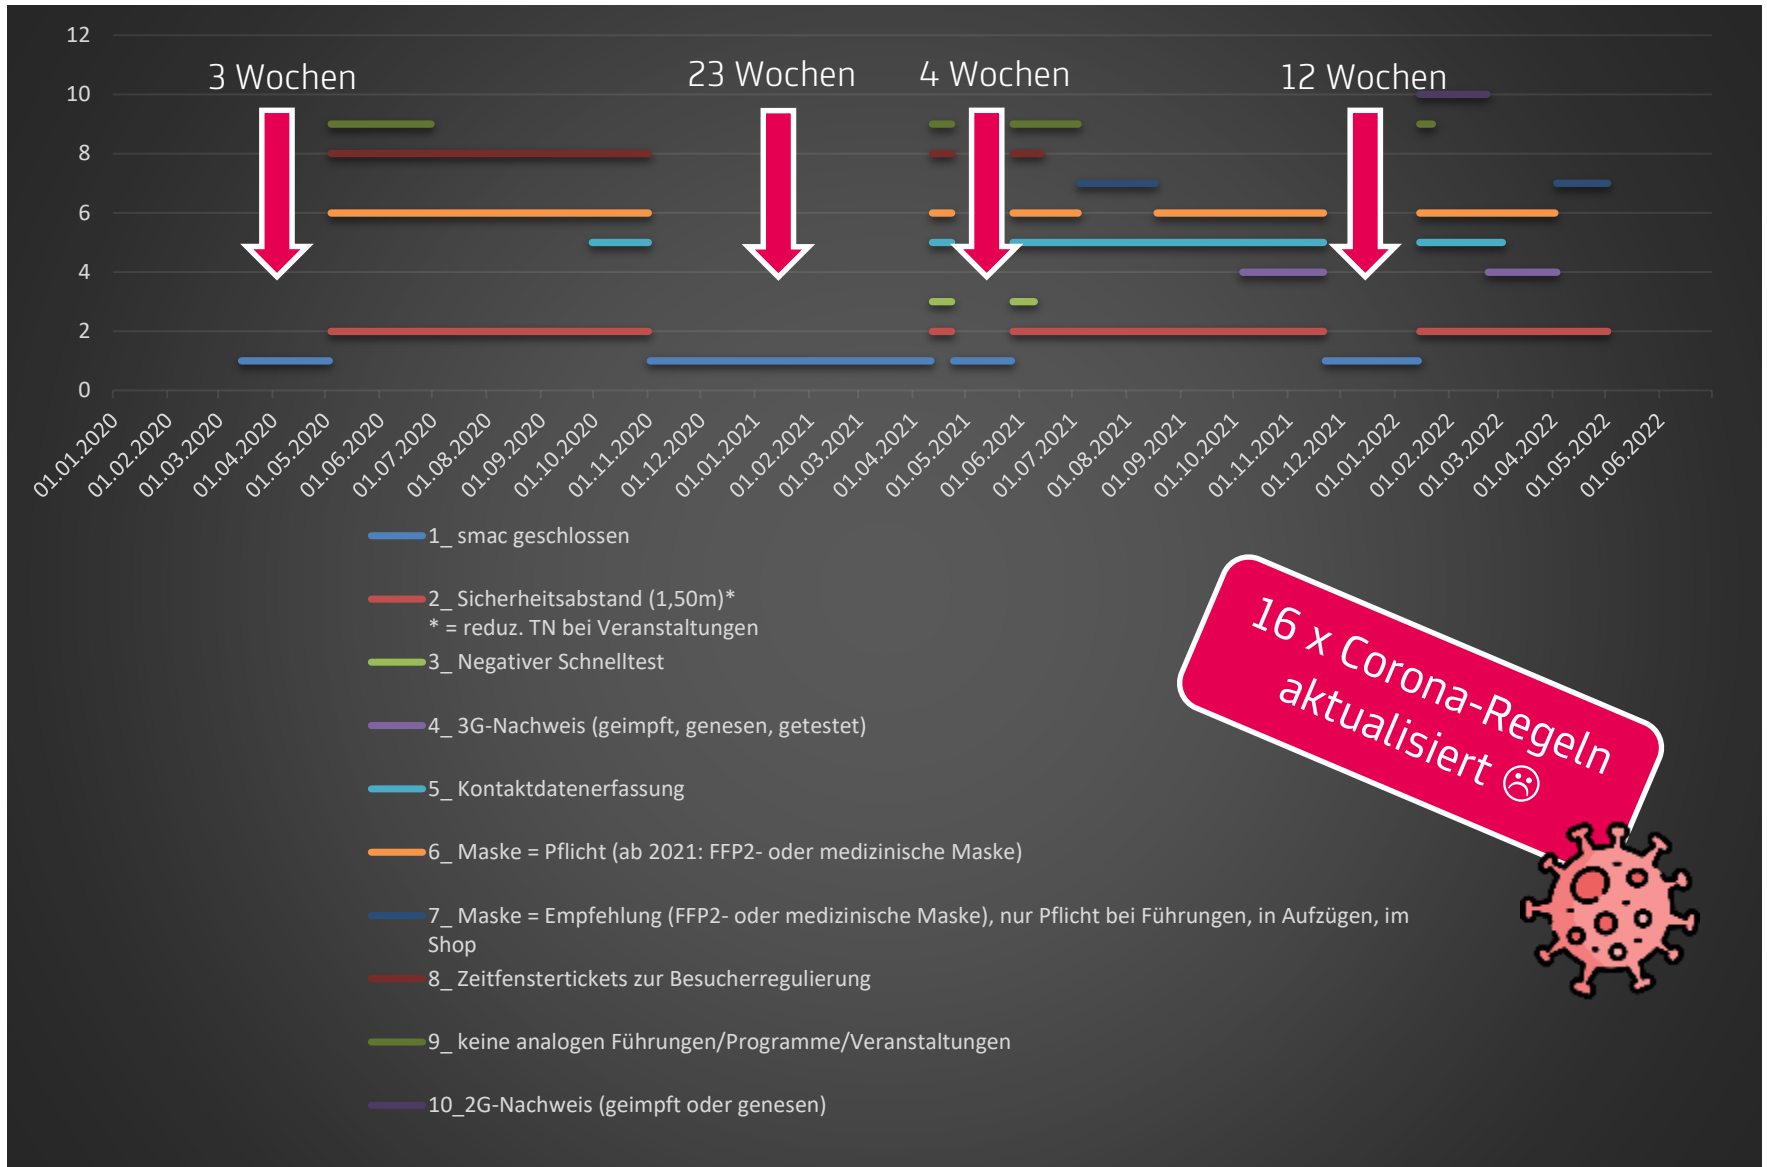 12
10
8
6
4
2
0
3 Wochen
23 Wochen
4 Wochen
12 Wochen
01.01.2020
01.02.2020
01.03.2020
01.04.2020
01.05.2020
01.06.2020
01.07.2020
01.08.2020
01.09.2020
01.10.2020
01.11.2020
01.12.2020
01.01.2021
01.02.2021
01.03.2021
01.04.2021
01.05.2021
01.06.2021
01.07.2021
01.08.2021
01.09.2021
01.10.2021
01.11.2021
01.12.2021
01.01.2022
01.02.2022
01.03.2022
01.04.2022
01.05.2022
01.06.2022
1_ smac geschlossen
2_ Sicherheitsabstand (1,50m)*
* = reduz. TN bei Veranstaltungen
3_ Negativer Schnelltest
4_ 3G-Nachweis (geimpft, genesen, getestet)
5_ Kontaktdatenerfassung
6_ Maske = Pflicht (ab 2021: FFP2- oder medizinische Maske)
7_ Maske = Empfehlung (FFP2- oder medizinische Maske), nur Pflicht bei Führungen, in Aufzügen, im
Shop
8_ Zeitfenstertickets zur Besucherregulierung
9_ keine analogen Führungen/Programme/Veranstaltungen
10_2G-Nachweis (geimpft oder genesen)
16 x Corona-Regeln
aktualisiert ☹